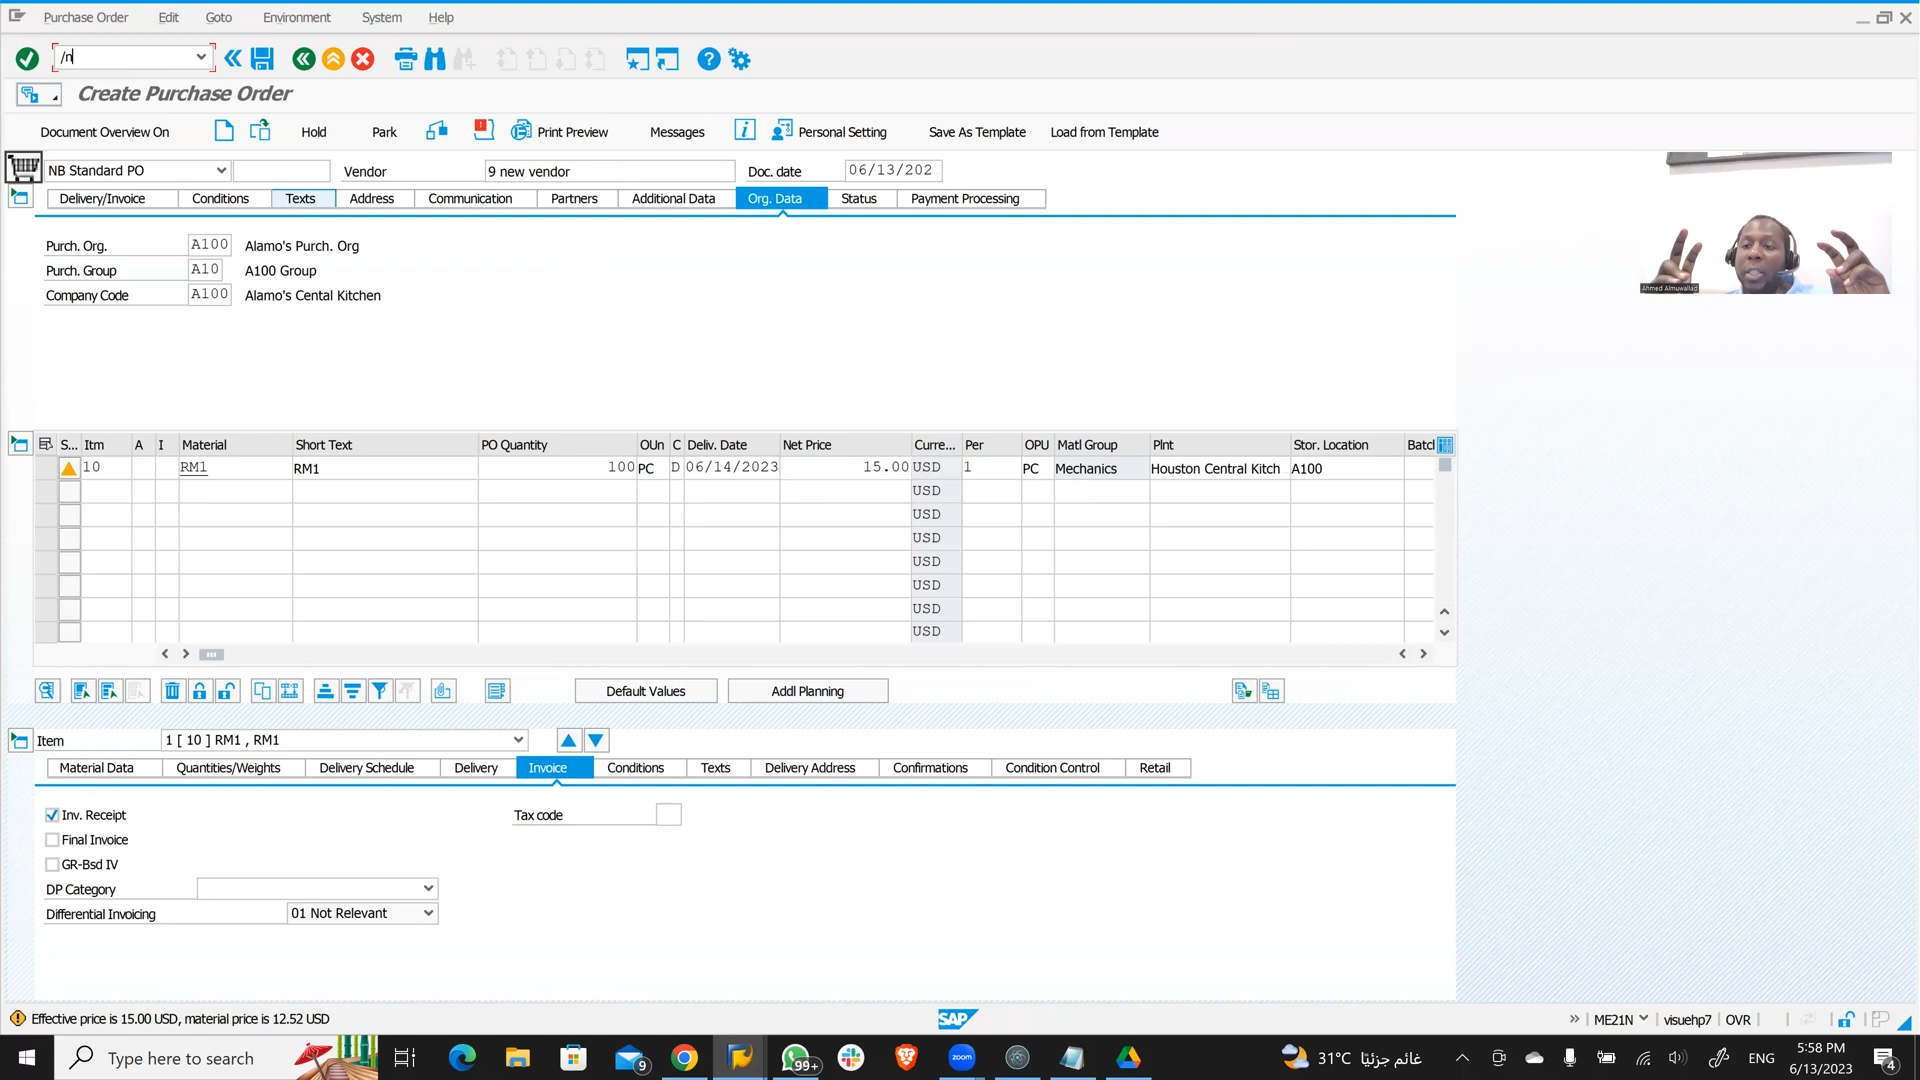 Purchase Order Edit Goto Environment System Help
/n
Create Purchase Order
Document Overview On Hold Park Print Preview Messages Personal Setting Save As Template Load from Template
NB Standard PO Vendor 9 new vendor Doc. date 06/13/202
Delivery/Invoice Conditions Texts Address Communication Partners Additional Data Org. Data Status Payment Processing
Purch. Org. A100 Alamo's Purch. Org
Purch. Group A10 A100 Group
Company Code A100 Alamo's Cental Kitchen
Ahmed Almuwallad
S... Itm A I Material Short Text PO Quantity OUn C Deliv. Date Net Price Curre... Per OPU Matl Group Plnt Stor. Location Batcl
10 RM1 RM1 100 PC D 06/14/2023 15.00 USD 1 PC Mechanics Houston Central Kitch A100
USD
USD
USD
USD
USD
USD
USD
Default Values Addl Planning
Item 1 [ 10 ] RM1 , RM1
Material Data Quantities/Weights Delivery Schedule Delivery Invoice Conditions Texts Delivery Address Confirmations Condition Control Retail
Inv. Receipt Tax code
Final Invoice
GR-Bsd IV
DP Category
Differential Invoicing 01 Not Relevant
Effective price is 15.00 USD, material price is 12.52 USD SAP ME21N visuehp7 OVR
Type here to search 9 99+ zoom 31°C غائم جزئيًا ENG 5:58 PM
6/13/2023 4